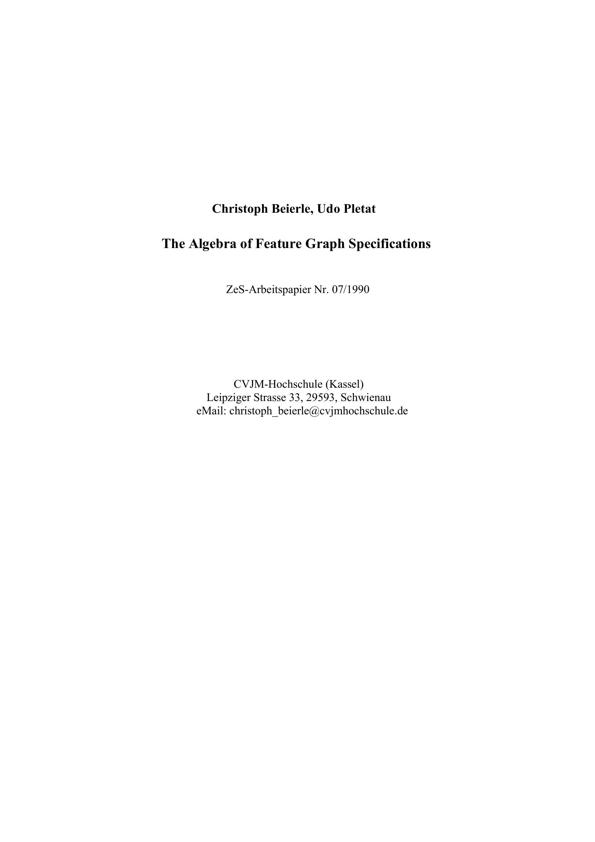 Christoph Beierle, Udo Pletat
The Algebra of Feature Graph Specifications
ZeS-Arbeitspapier Nr. 07/1990
CVJM-Hochschule (Kassel)
Leipziger Strasse 33, 29593, Schwienau
eMail: christoph_beierle@cvjmhochschule.de